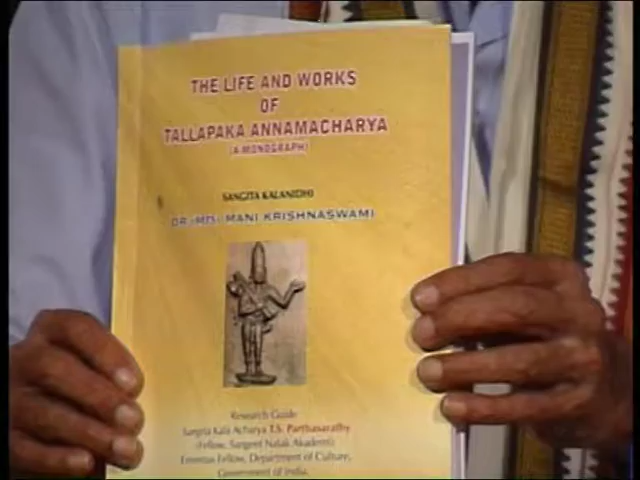 THE LIFE AND WORKS
OF
TALLAPAKA ANNAMACHARYA
(A MONOGRAPH)
SANGITA KALANIDHI
DR (MRS) MANI KRISHNASWAMI
Research Guide
Sangita Kala Acharya T.S. Parthasarathy
(Fellow, Sangeet Natak Akademi)
Emeritus Fellow, Department of Culture,
Government of India.